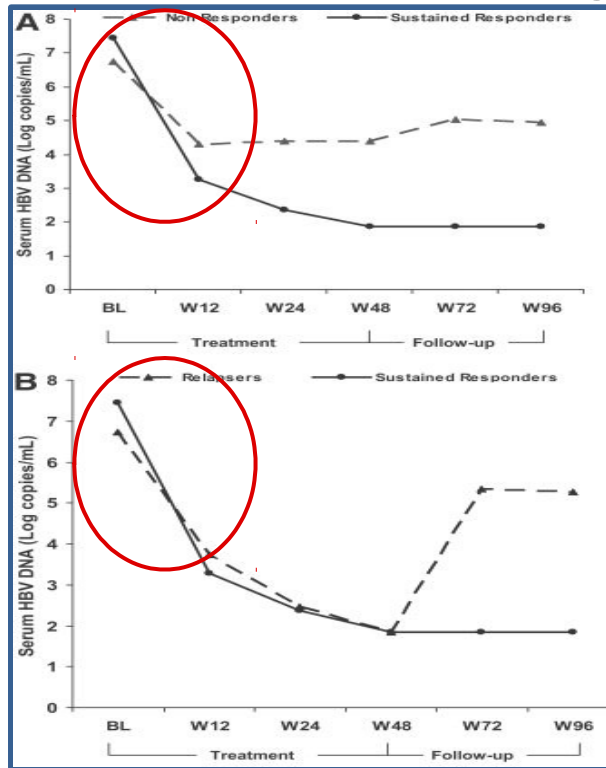 A
Non Responders Sustained Responders
Serum HBV DNA (Log copies/mL)
8
7
6
5
4
3
2
1
0
BL W12 W24 W48 W72 W96
Treatment Follow-up
B
Relapsers Sustained Responders
Serum HBV DNA (Log copies/mL)
8
7
6
5
4
3
2
1
0
BL W12 W24 W48 W72 W96
Treatment Follow-up